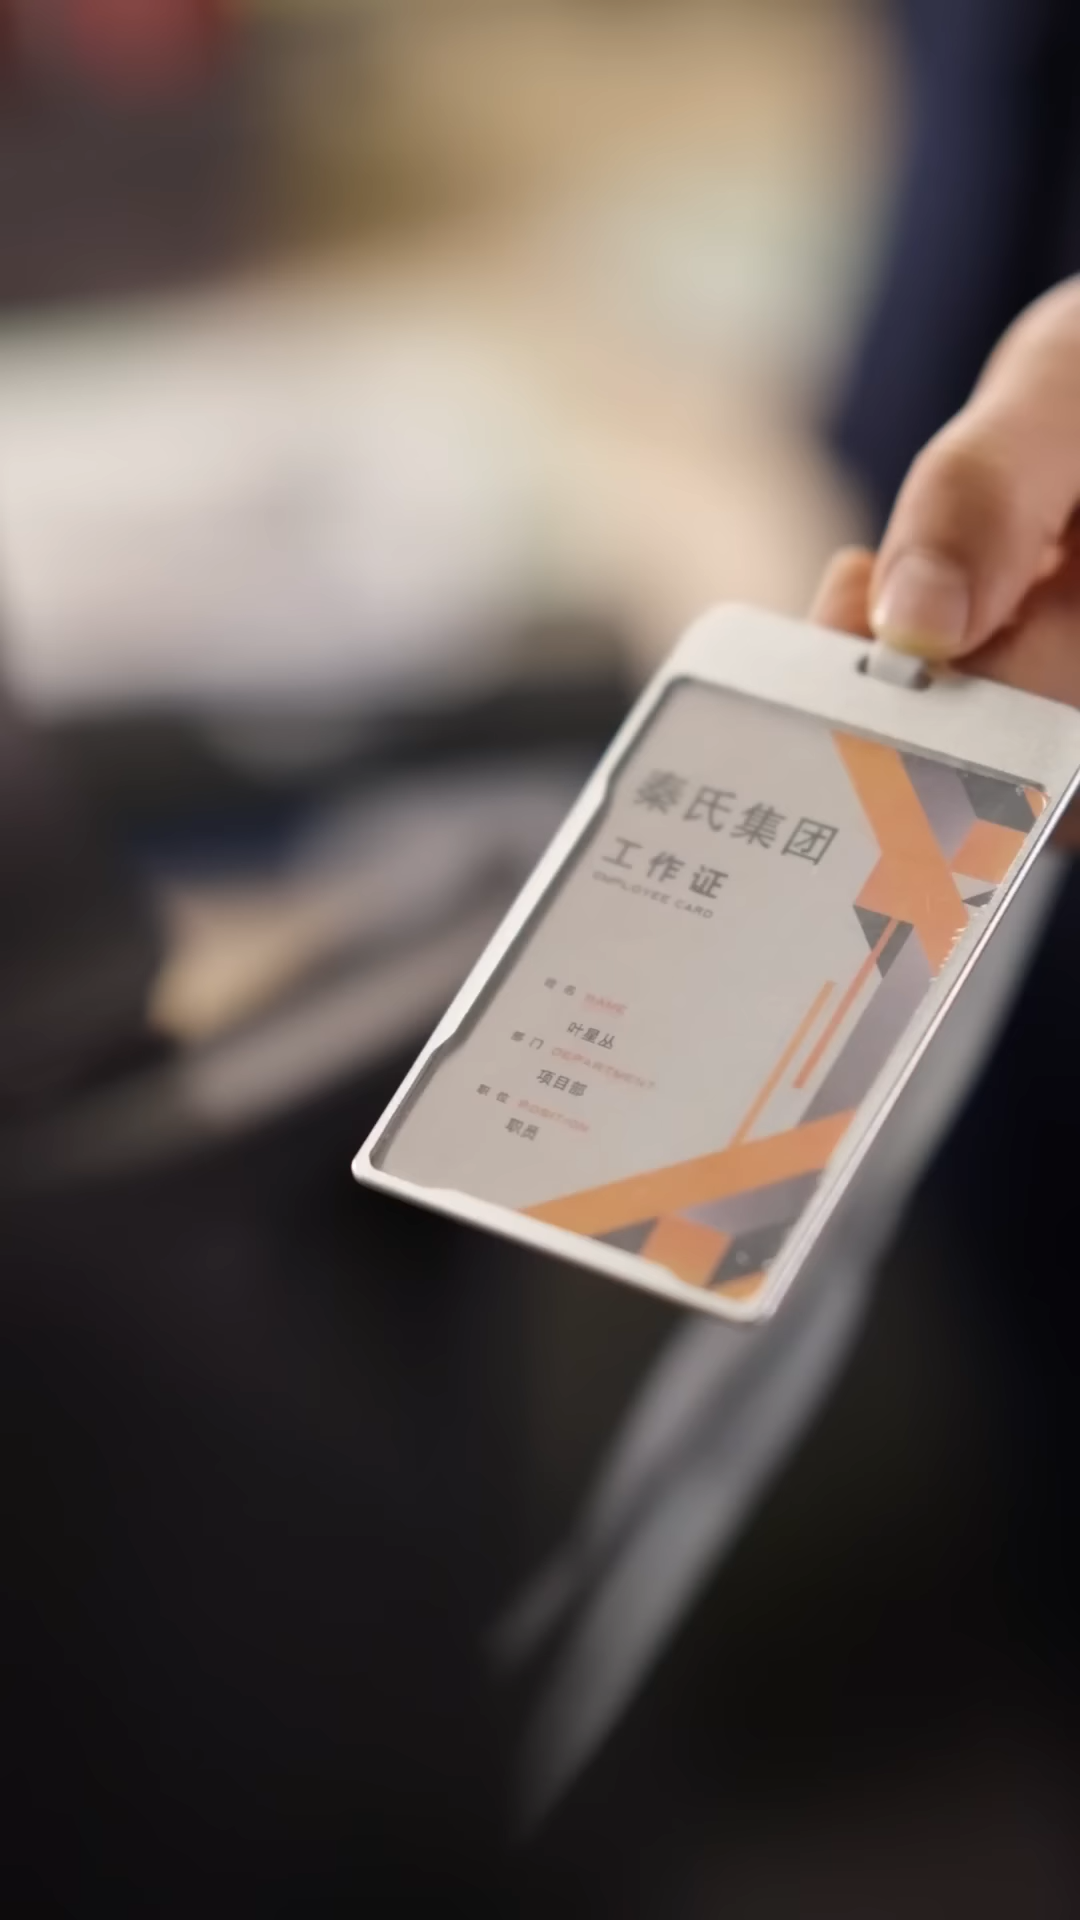 秦氏集团
工作证
EMPLOYEE CARD
姓名 NAME
叶星丛
部门 DEPARTMENT
项目部
职位 POSITION
职员